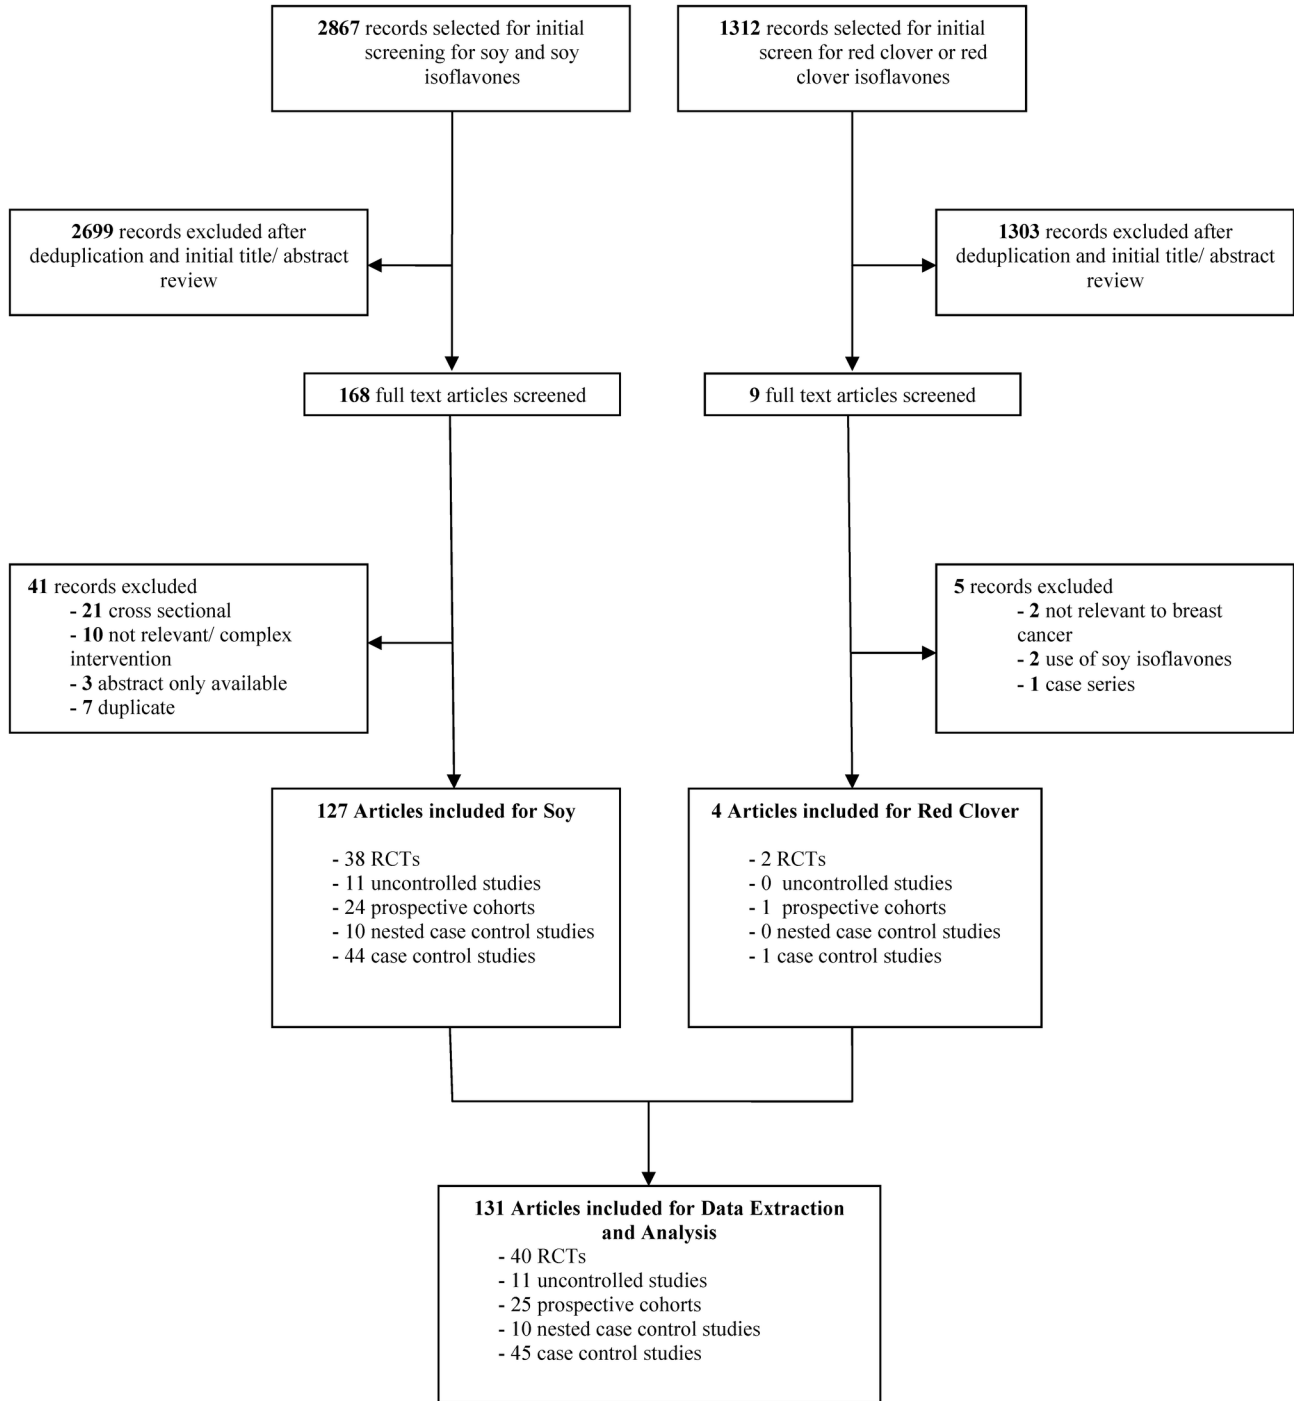 2867 records selected for initial
screening for soy and soy
isoflavones
1312 records selected for initial
screen for red clover or red
clover isoflavones
2699 records excluded after
deduplication and initial title/ abstract
review
1303 records excluded after
deduplication and initial title/ abstract
review
168 full text articles screened
9 full text articles screened
41 records excluded
- 21 cross sectional
- 10 not relevant/ complex
intervention
- 3 abstract only available
- 7 duplicate
5 records excluded
- 2 not relevant to breast
cancer
- 2 use of soy isoflavones
- 1 case series
127 Articles included for Soy
- 38 RCTs
- 11 uncontrolled studies
- 24 prospective cohorts
- 10 nested case control studies
- 44 case control studies
4 Articles included for Red Clover
- 2 RCTs
- 0 uncontrolled studies
- 1 prospective cohorts
- 0 nested case control studies
- 1 case control studies
131 Articles included for Data Extraction
and Analysis
- 40 RCTs
- 11 uncontrolled studies
- 25 prospective cohorts
- 10 nested case control studies
- 45 case control studies